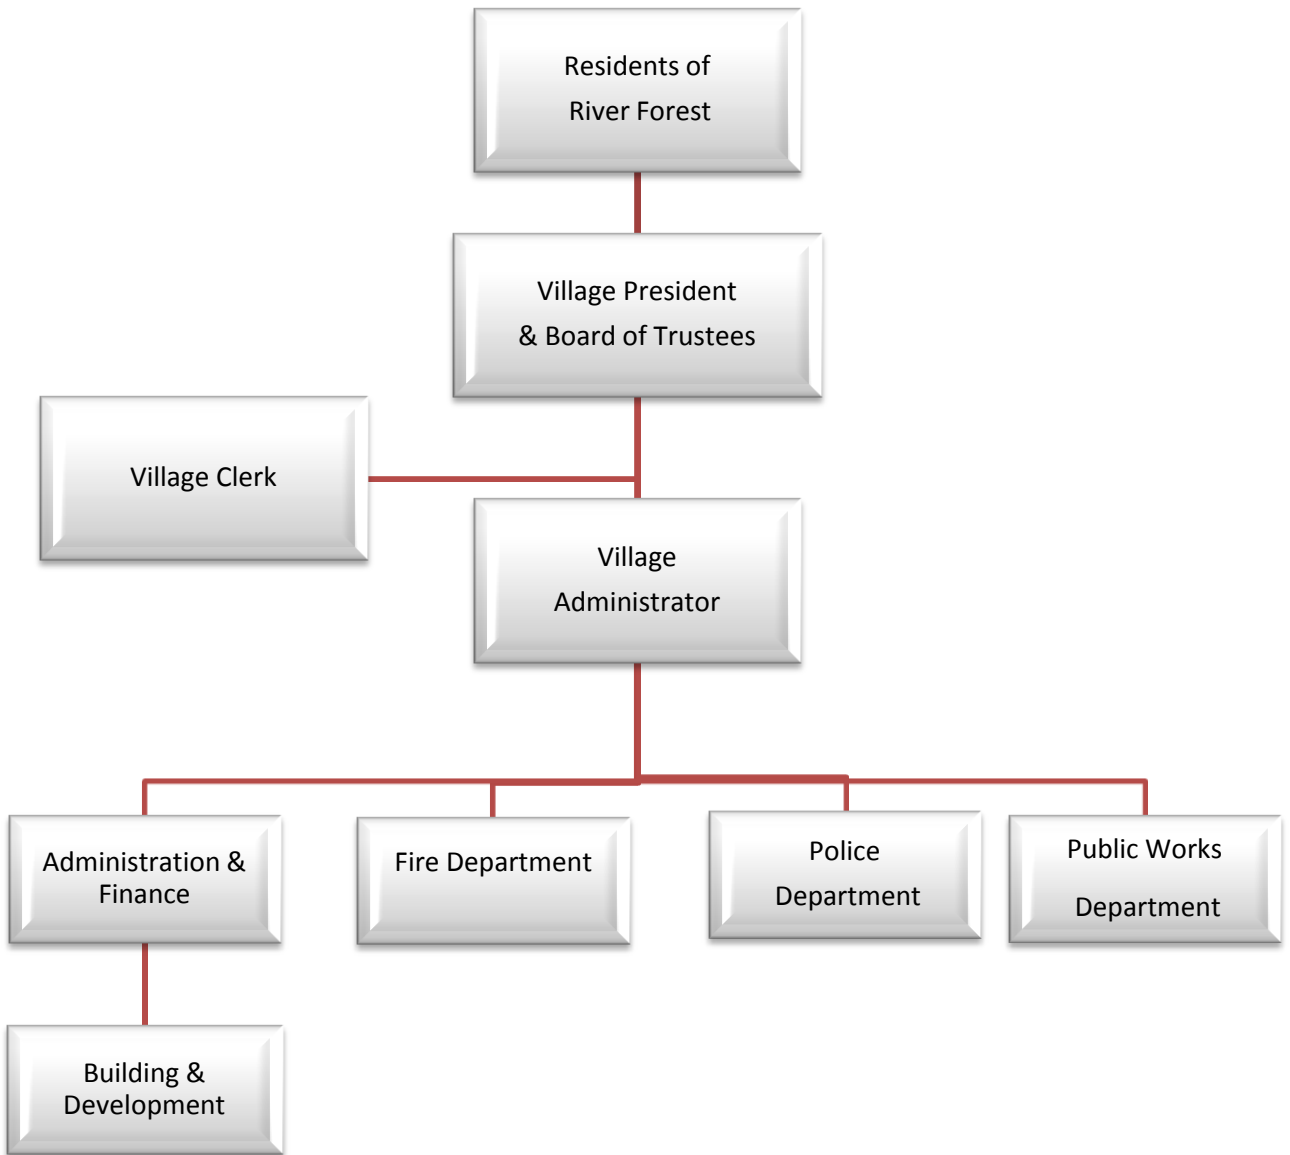 Residents of
River Forest
Village President
& Board of Trustees
Village Clerk
Village
Administrator
Administration &
Finance
Fire Department
Police
Department
Public Works
Department
Building &
Development